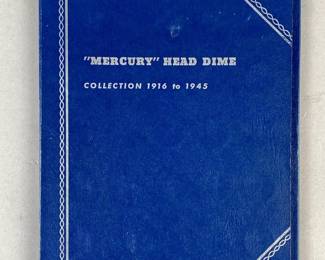 "MERCURY" HEAD DIME
COLLECTION 1916 to 1945